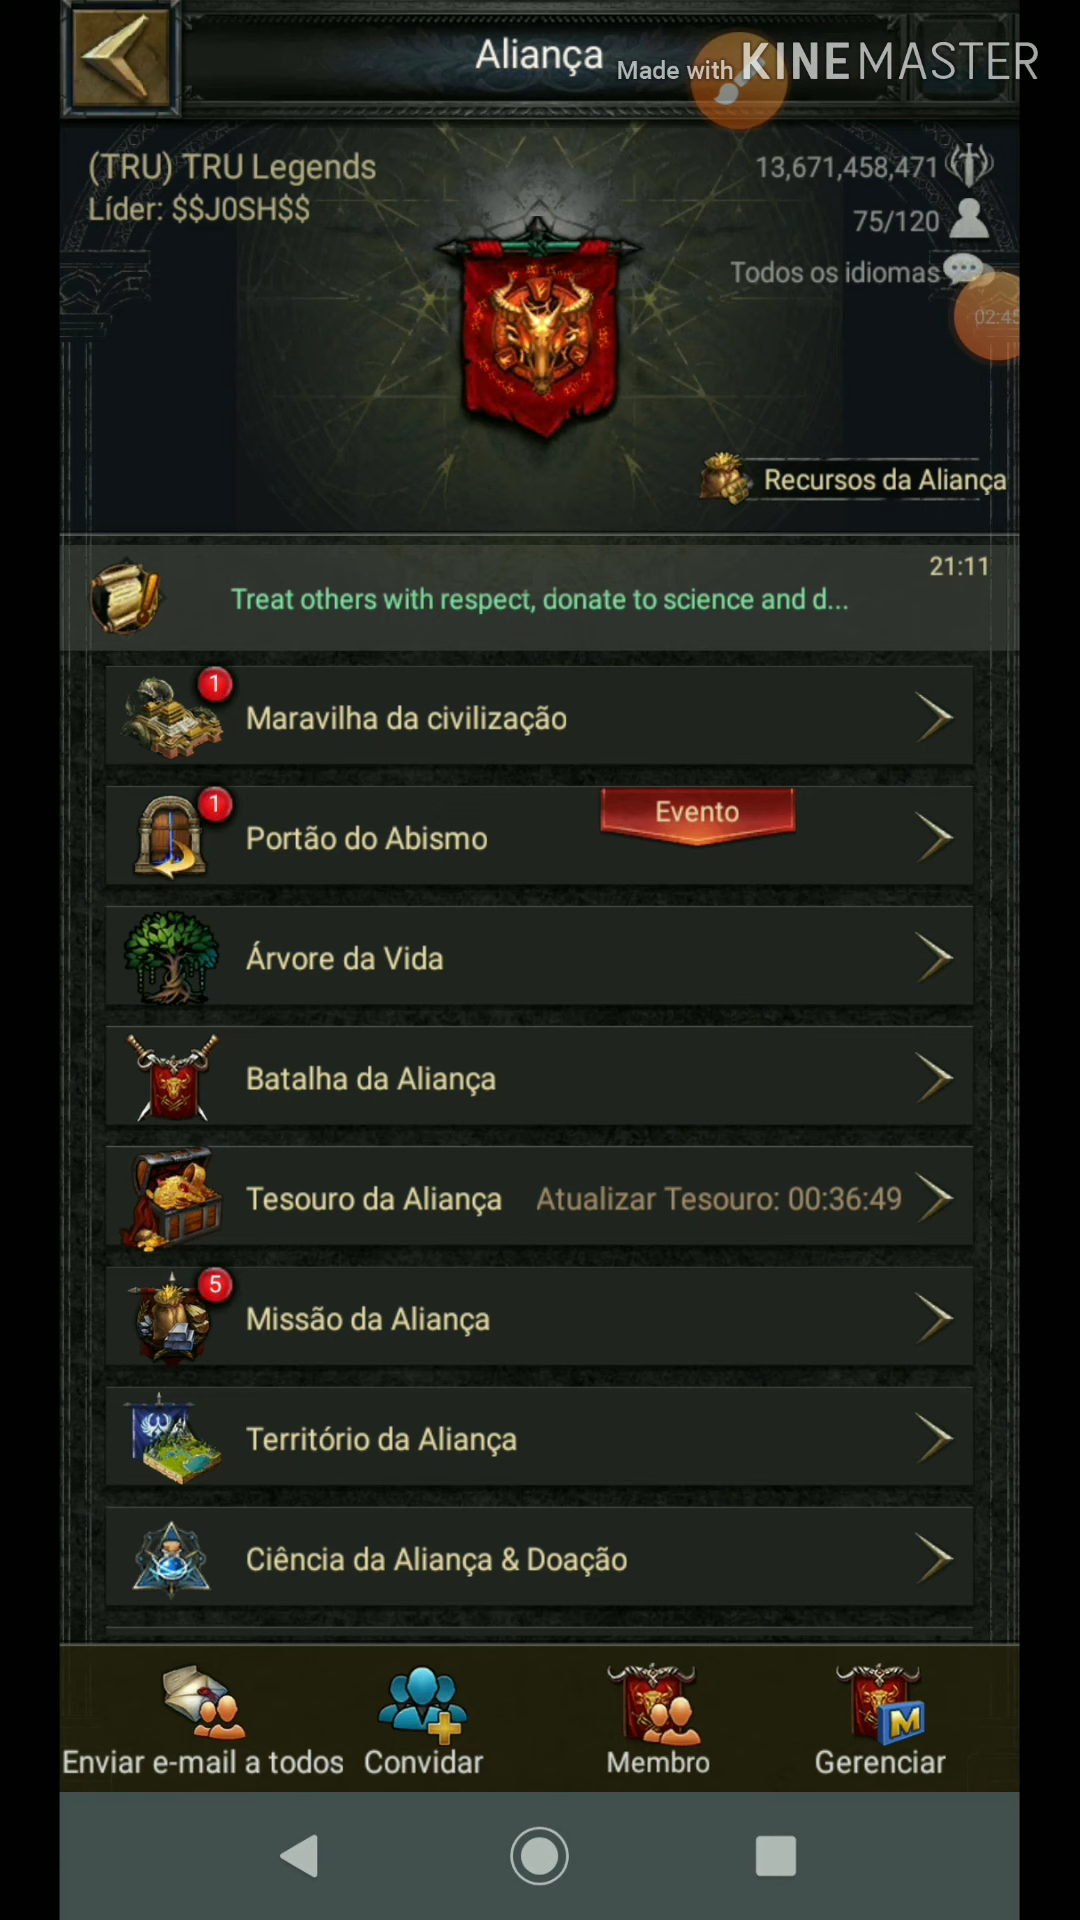 Aliança
Made with KINEMASTER
(TRU) TRU Legends
13,671,458,471
Líder: $$J0SH$$
75/120
Todos os idiomas
02:45
Recursos da Aliança
21:11
Treat others with respect, donate to science and d...
1
Maravilha da civilização
1
Evento
Portão do Abismo
Árvore da Vida
Batalha da Aliança
Tesouro da Aliança Atualizar Tesouro: 00:36:49
5
Missão da Aliança
Território da Aliança
Ciência da Aliança & Doação
M
Enviar e-mail a todos Convidar Membro Gerenciar